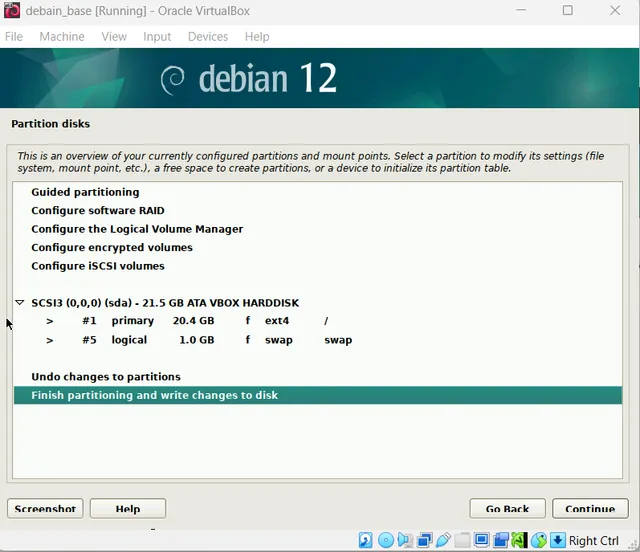 debain_base [Running] - Oracle VirtualBox
File Machine View Input Devices Help
debian 12
Partition disks
This is an overview of your currently configured partitions and mount points. Select a partition to modify its settings (file
system, mount point, etc.), a free space to create partitions, or a device to initialize its partition table.
Guided partitioning
Configure software RAID
Configure the Logical Volume Manager
Configure encrypted volumes
Configure iSCSI volumes
SCSI3 (0,0,0) (sda) - 21.5 GB ATA VBOX HARDDISK
> #1 primary 20.4 GB f ext4 /
> #5 logical 1.0 GB f swap swap
Undo changes to partitions
Finish partitioning and write changes to disk
Screenshot Help Go Back Continue
Right Ctrl